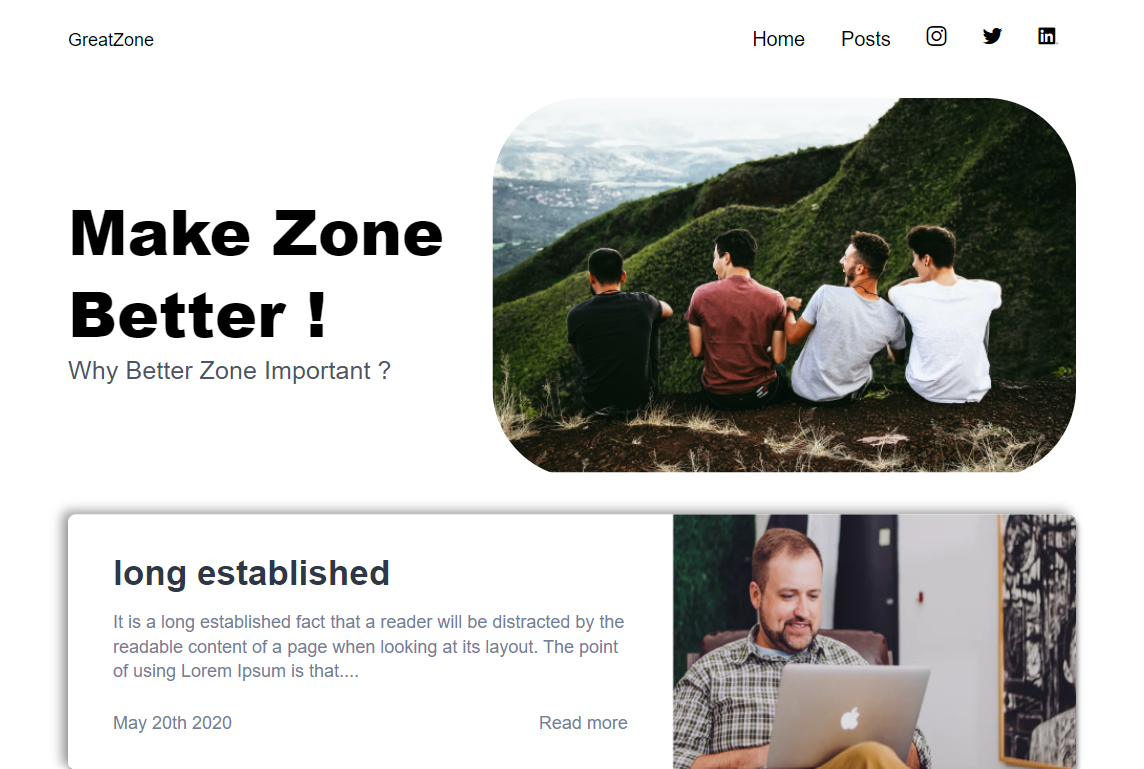 GreatZone
Home Posts
Make Zone
Better !
Why Better Zone Important ?
long established
It is a long established fact that a reader will be distracted by the
readable content of a page when looking at its layout. The point
of using Lorem Ipsum is that....
May 20th 2020 Read more